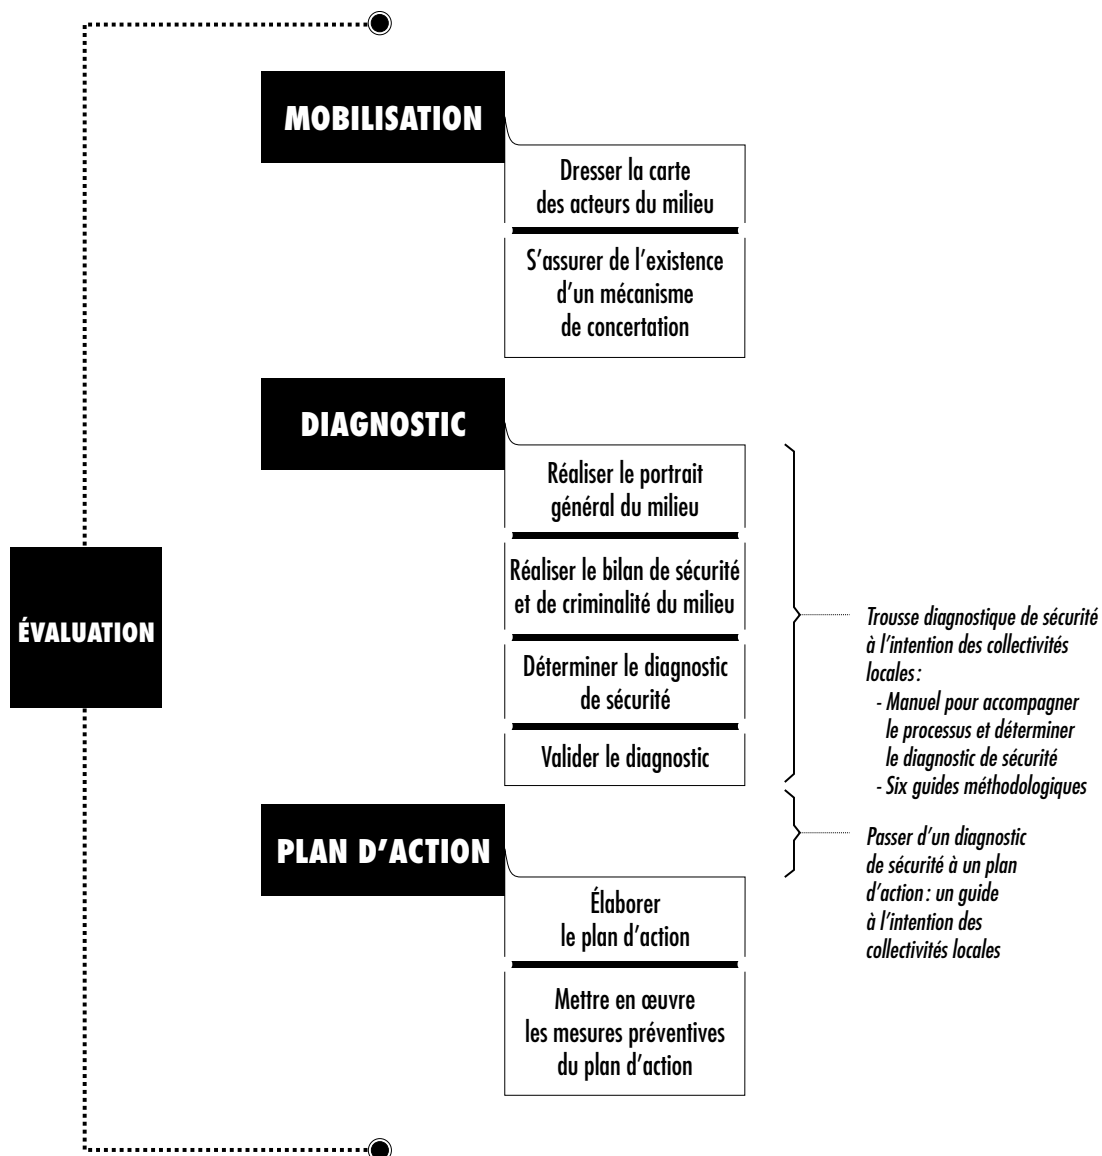 MOBILISATION
Dresser la carte
des acteurs du milieu
S’assurer de l’existence
d’un mécanisme
de concertation
DIAGNOSTIC
Réaliser le portrait
général du milieu
Réaliser le bilan de sécurité
et de criminalité du milieu
Déterminer le diagnostic
de sécurité
Valider le diagnostic
ÉVALUATION
Trousse diagnostique de sécurité
à l’intention des collectivités
locales :
- Manuel pour accompagner
le processus et déterminer
le diagnostic de sécurité
- Six guides méthodologiques
PLAN D’ACTION
Élaborer
le plan d’action
Mettre en œuvre
les mesures préventives
du plan d’action
Passer d’un diagnostic
de sécurité à un plan
d’action : un guide
à l’intention des
collectivités locales